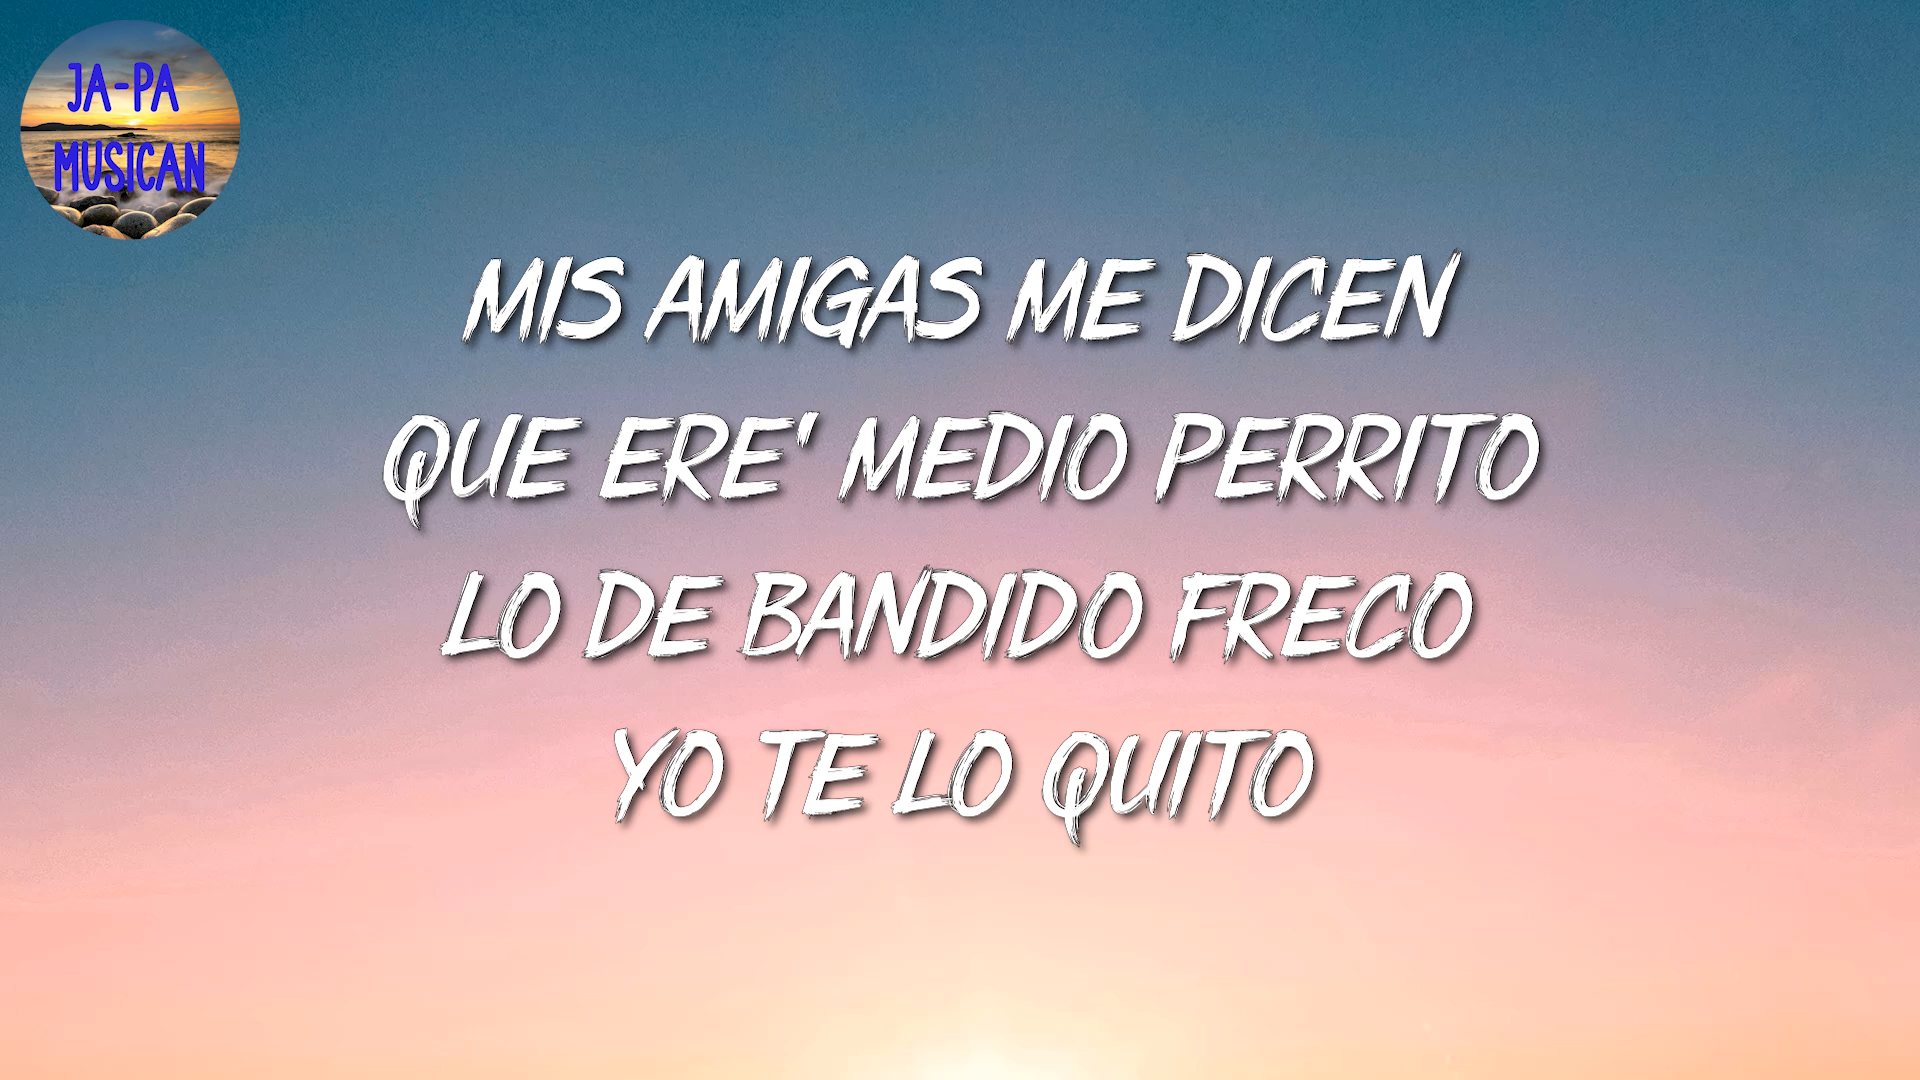 JA-PA
MUSICAN
MIS AMIGAS ME DICEN
QUE ERE' MEDIO PERRITO
LO DE BANDIDO FRECO
YO TE LO QUITO